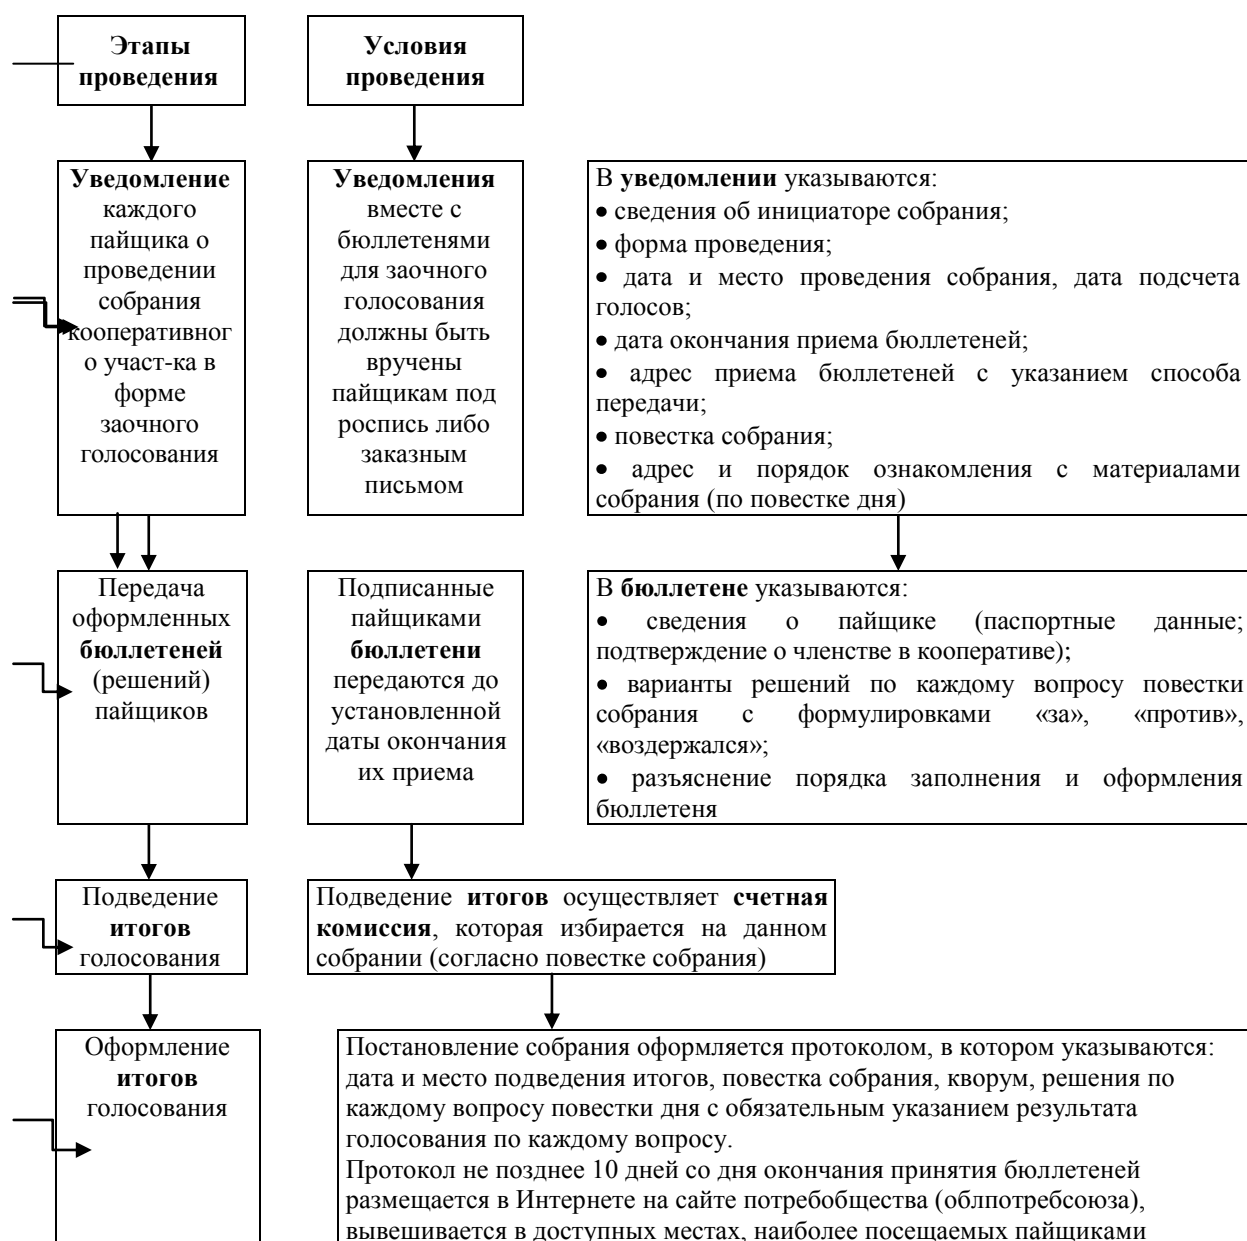 Этапы
проведения
Условия
проведения
Уведомление
каждого
пайщика о
проведении
собрания
кооперативног
о участ-ка в
форме
заочного
голосования
Уведомления
вместе с
бюллетенями
для заочного
голосования
должны быть
вручены
пайщикам под
роспись либо
заказным
письмом
В уведомлении указываются:
• сведения об инициаторе собрания;
• форма проведения;
• дата и место проведения собрания, дата подсчета
голосов;
• дата окончания приема бюллетеней;
• адрес приема бюллетеней с указанием способа
передачи;
• повестка собрания;
• адрес и порядок ознакомления с материалами
собрания (по повестке дня)
Передача
оформленных
бюллетеней
(решений)
пайщиков
Подписанные
пайщиками
бюллетени
передаются до
установленной
даты окончания
их приема
В бюллетене указываются:
• сведения о пайщике (паспортные данные;
подтверждение о членстве в кооперативе);
• варианты решений по каждому вопросу повестки
собрания с формулировками «за», «против»,
«воздержался»;
• разъяснение порядка заполнения и оформления
бюллетеня
Подведение
итогов
голосования
Подведение итогов осуществляет счетная
комиссия, которая избирается на данном
собрании (согласно повестке собрания)
Оформление
итогов
голосования
Постановление собрания оформляется протоколом, в котором указываются:
дата и место подведения итогов, повестка собрания, кворум, решения по
каждому вопросу повестки дня с обязательным указанием результата
голосования по каждому вопросу.
Протокол не позднее 10 дней со дня окончания принятия бюллетеней
размещается в Интернете на сайте потребобщества (облпотребсоюза),
вывешивается в доступных местах, наиболее посещаемых пайщиками